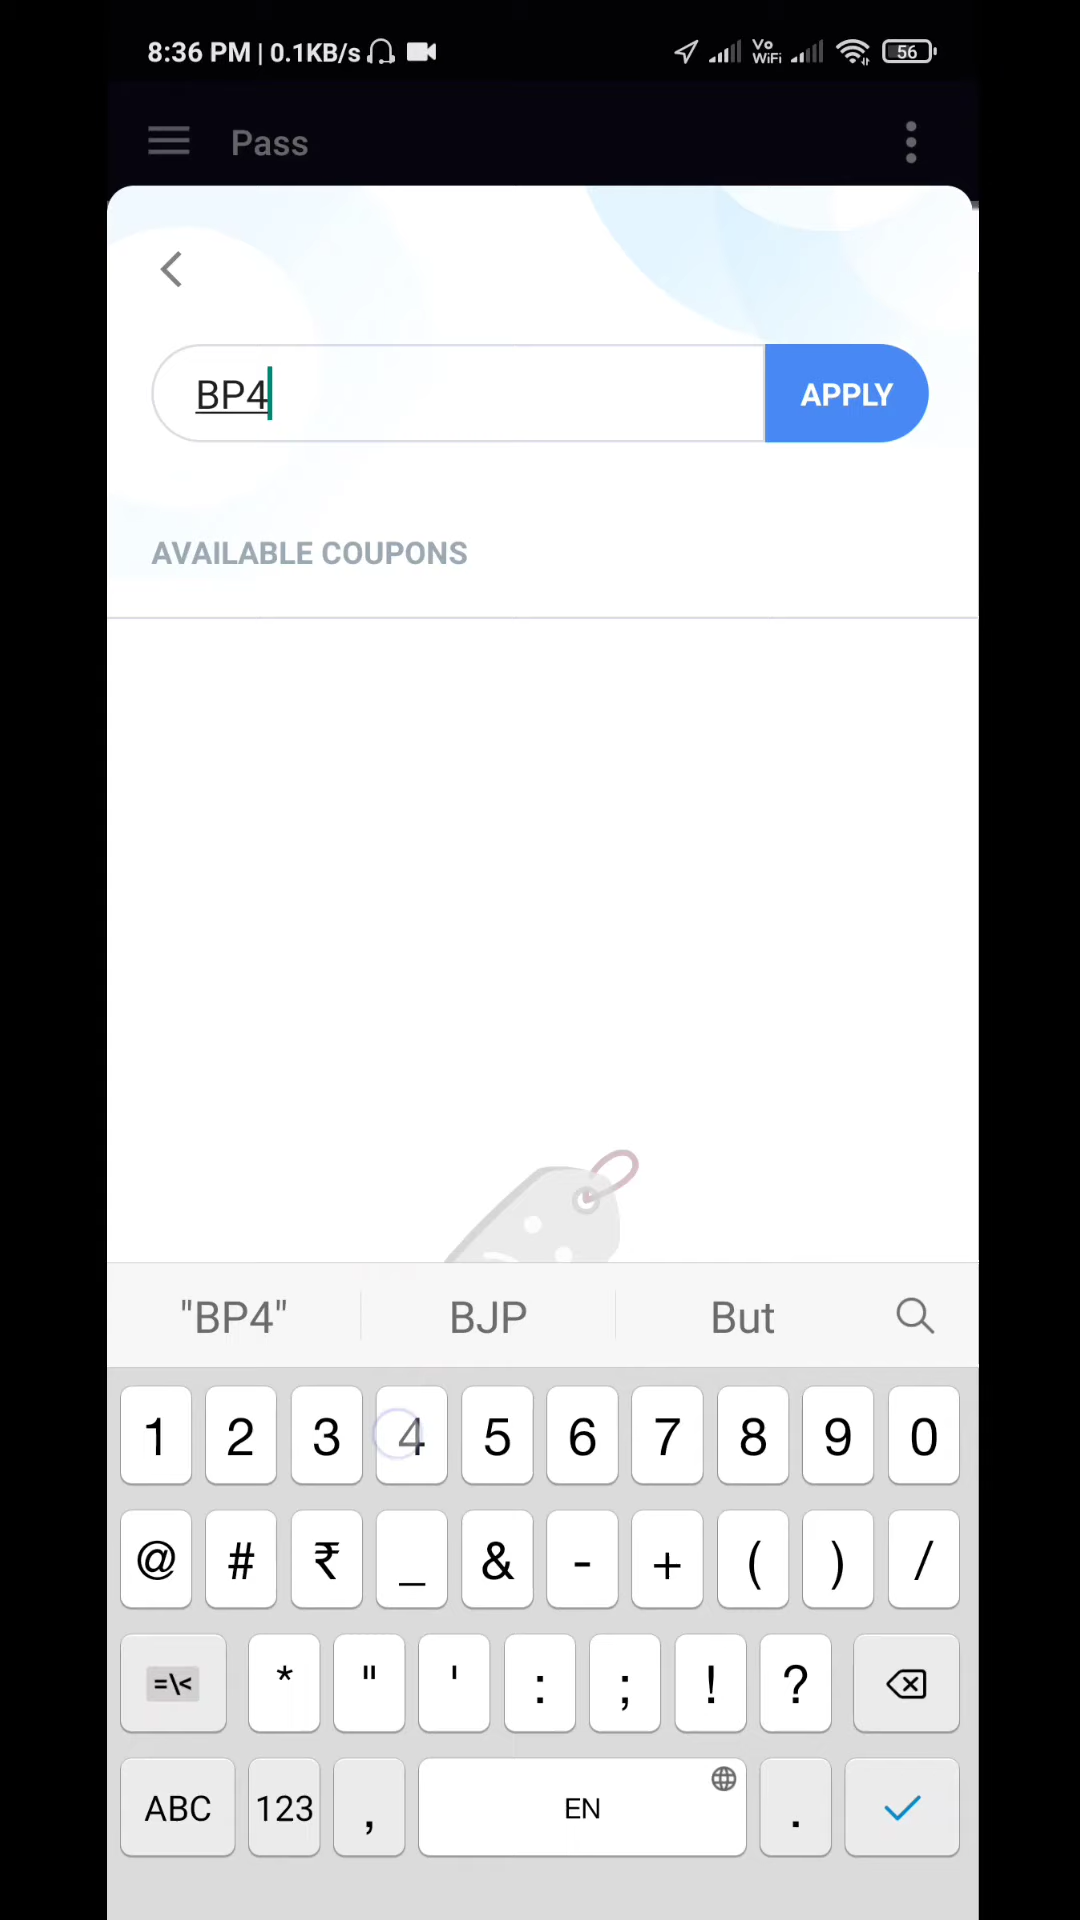 8:36 PM | 0.1KB/s Vo WiFi 56
Pass
BP4
APPLY
AVAILABLE COUPONS
"BP4" BJP But
1 2 3 4 5 6 7 8 9 0
@ # ₹ _ & - + ( ) /
=\< * " ' : ; ! ?
ABC 123 , EN .